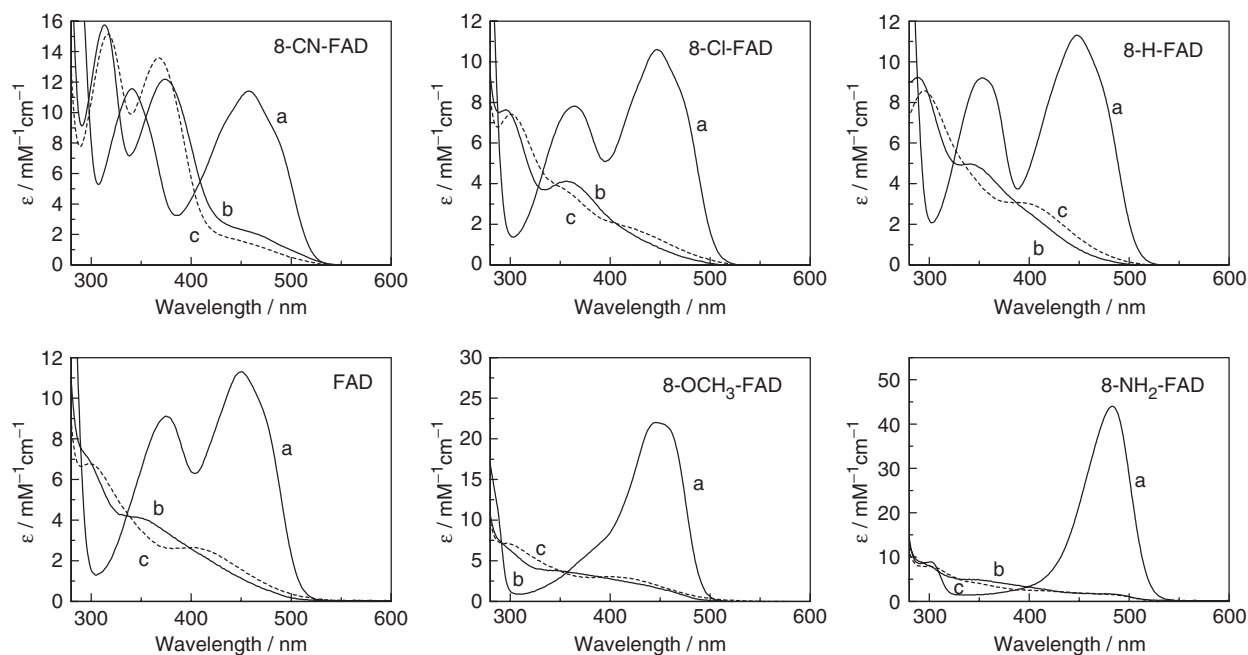 8-CN-FAD
ε / mM⁻¹cm⁻¹
16
14
12
10
8
6
4
2
0
a
b
c
300 400 500 600
Wavelength / nm
8-Cl-FAD
ε / mM⁻¹cm⁻¹
12
10
8
6
4
2
0
a
b
c
300 400 500 600
Wavelength / nm
8-H-FAD
ε / mM⁻¹cm⁻¹
12
10
8
6
4
2
0
a
c
b
300 400 500 600
Wavelength / nm
FAD
ε / mM⁻¹cm⁻¹
12
10
8
6
4
2
0
a
b
c
300 400 500 600
Wavelength / nm
8-OCH₃-FAD
ε / mM⁻¹cm⁻¹
30
25
20
15
10
5
0
a
c
b
300 400 500 600
Wavelength / nm
8-NH₂-FAD
ε / mM⁻¹cm⁻¹
50
40
30
20
10
5
0
a
b
c
300 400 500 600
Wavelength / nm